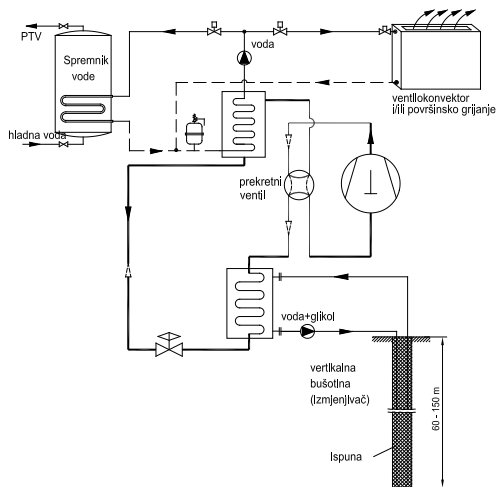 PTV
Spremnik
vode
hladna voda
voda
ventilokonvektor
i/ili površinsko grijanje
prekretni
ventil
voda+glikol
vertikalna
bušotina
(izmjenjivač)
60 - 150 m
Ispuna